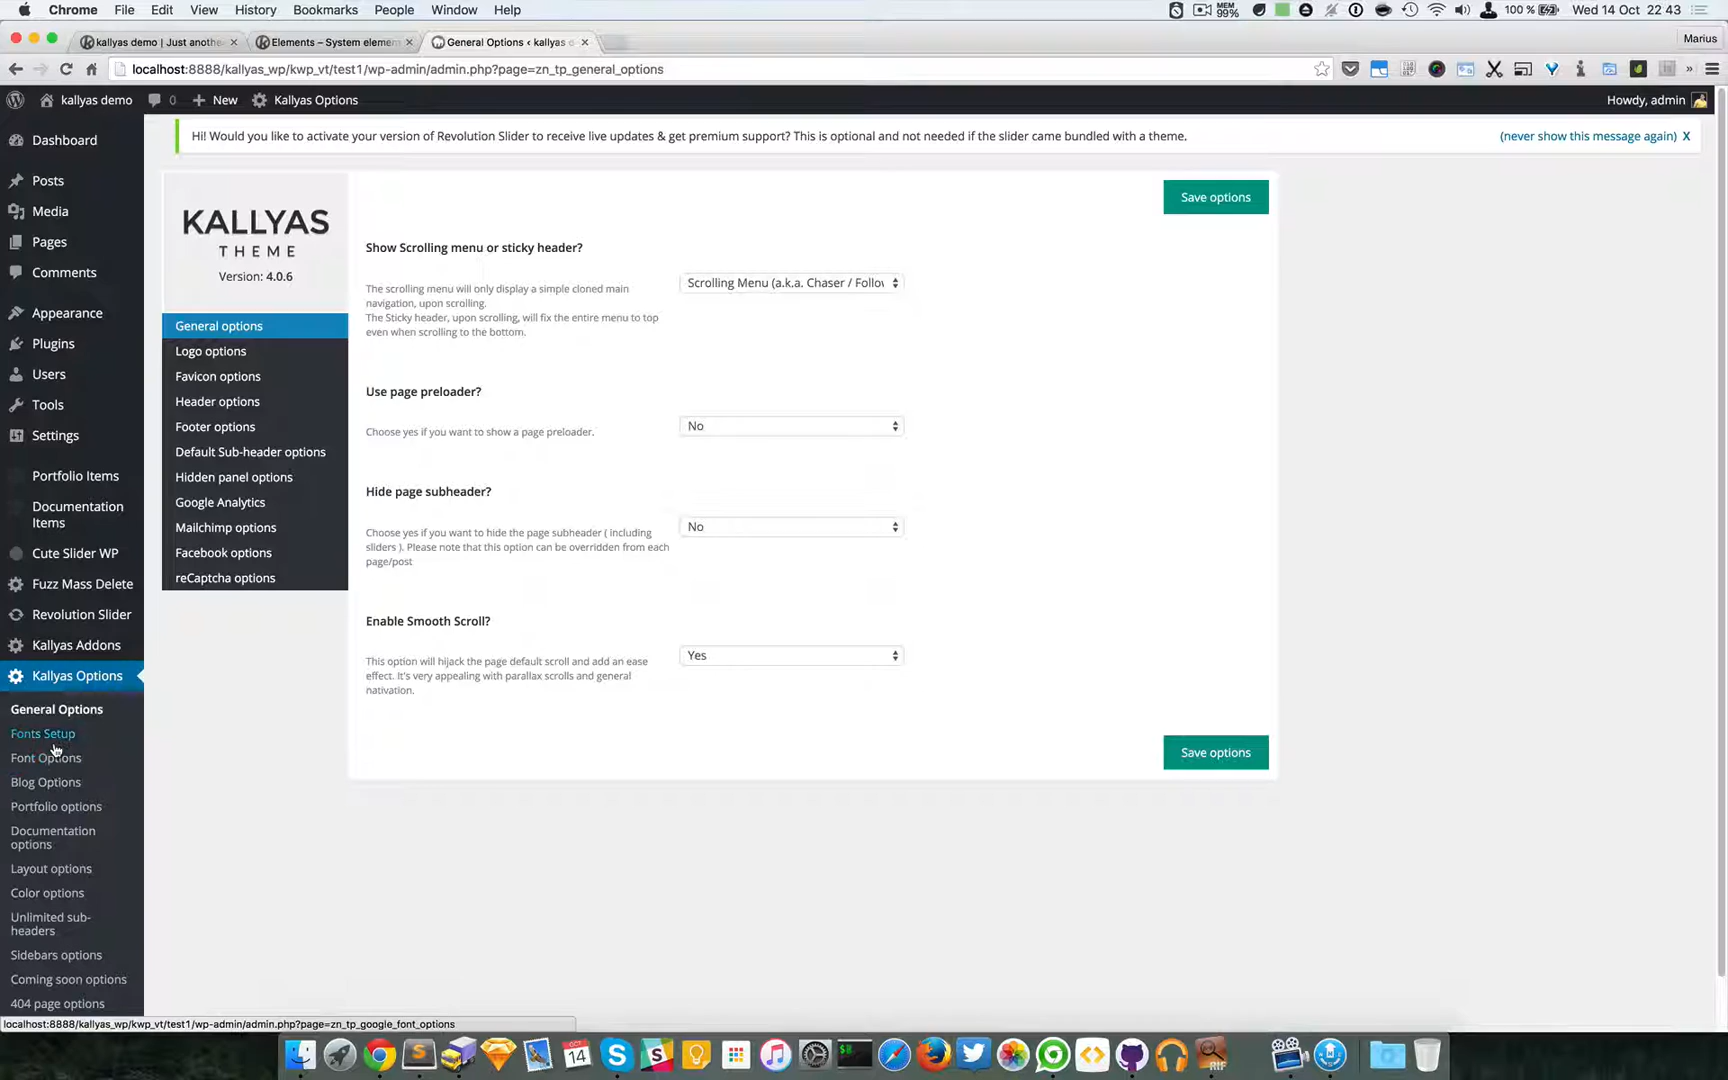 Chrome File Edit View History Bookmarks People Window Help MEM 99% 100% Wed 14 Oct 22:43
kallyas demo | Just anothe
Elements – System elemen
General Options ‹ kallyas d
Marius
localhost:8888/kallyas_wp/kwp_vt/test1/wp-admin/admin.php?page=zn_tp_general_options
kallyas demo 0 + New Kallyas Options Howdy, admin
Hi! Would you like to activate your version of Revolution Slider to receive live updates & get premium support? This is optional and not needed if the slider came bundled with a theme. (never show this message again) X
Dashboard
Posts
Media
Pages
Comments
Appearance
Plugins
Users
Tools
Settings
Portfolio Items
Documentation
Items
Cute Slider WP
Fuzz Mass Delete
Revolution Slider
Kallyas Addons
Kallyas Options
General Options
Fonts Setup
Font Options
Blog Options
Portfolio options
Documentation
options
Layout options
Color options
Unlimited sub-
headers
Sidebars options
Coming soon options
404 page options
KALLYAS
THEME
Version: 4.0.6
General options
Logo options
Favicon options
Header options
Footer options
Default Sub-header options
Hidden panel options
Google Analytics
Mailchimp options
Facebook options
reCaptcha options
Save options
Show Scrolling menu or sticky header?
The scrolling menu will only display a simple cloned main
navigation, upon scrolling.
The Sticky header, upon scrolling, will fix the entire menu to top
even when scrolling to the bottom.
Scrolling Menu (a.k.a. Chaser / Follow
Use page preloader?
Choose yes if you want to show a page preloader.
No
Hide page subheader?
Choose yes if you want to hide the page subheader ( including
sliders ). Please note that this option can be overridden from each
page/post
No
Enable Smooth Scroll?
This option will hijack the page default scroll and add an ease
effect. It's very appealing with parallax scrolls and general
nativation.
Yes
Save options
localhost:8888/kallyas_wp/kwp_vt/test1/wp-admin/admin.php?page=zn_tp_google_font_options
14
RIF